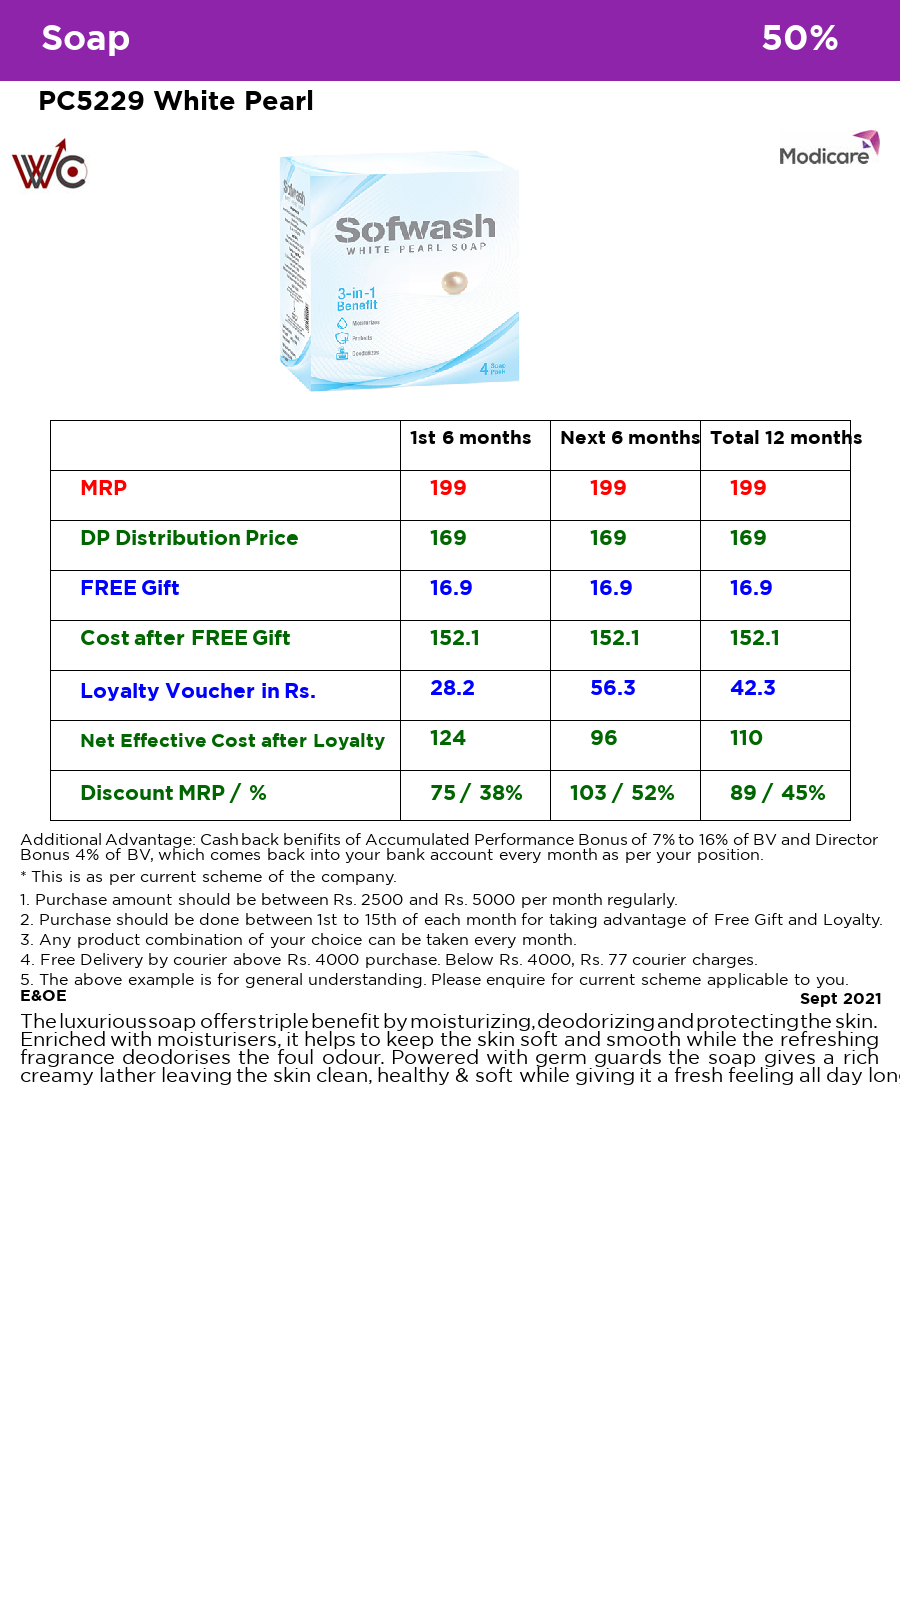 Soap 50%
PC5229 White Pearl
WC
Modicare
Sofwash
Sofwash
WHITE PEARL SOAP
3-in-1
Benefit
Moisturizes
Protects
Deodorizes
4 Soap
Pack
1st 6 months Next 6 months Total 12 months
MRP 199 199 199
DP Distribution Price 169 169 169
FREE Gift 16.9 16.9 16.9
Cost after FREE Gift 152.1 152.1 152.1
Loyalty Voucher in Rs. 28.2 56.3 42.3
Net Effective Cost after Loyalty 124 96 110
Discount MRP / % 75 / 38% 103 / 52% 89 / 45%
Additional Advantage: Cashback benifits of Accumulated Performance Bonus of 7% to 16% of BV and Director
Bonus 4% of BV, which comes back into your bank account every month as per your position.
* This is as per current scheme of the company.
1. Purchase amount should be between Rs. 2500 and Rs. 5000 per month regularly.
2. Purchase should be done between 1st to 15th of each month for taking advantage of Free Gift and Loyalty.
3. Any product combination of your choice can be taken every month.
4. Free Delivery by courier above Rs. 4000 purchase. Below Rs. 4000, Rs. 77 courier charges.
5. The above example is for general understanding. Please enquire for current scheme applicable to you.
E&OE Sept 2021
The luxurious soap offers triple benefit by moisturizing, deodorizing and protecting the skin.
Enriched with moisturisers, it helps to keep the skin soft and smooth while the refreshing
fragrance deodorises the foul odour. Powered with germ guards the soap gives a rich
creamy lather leaving the skin clean, healthy & soft while giving it a fresh feeling all day lon